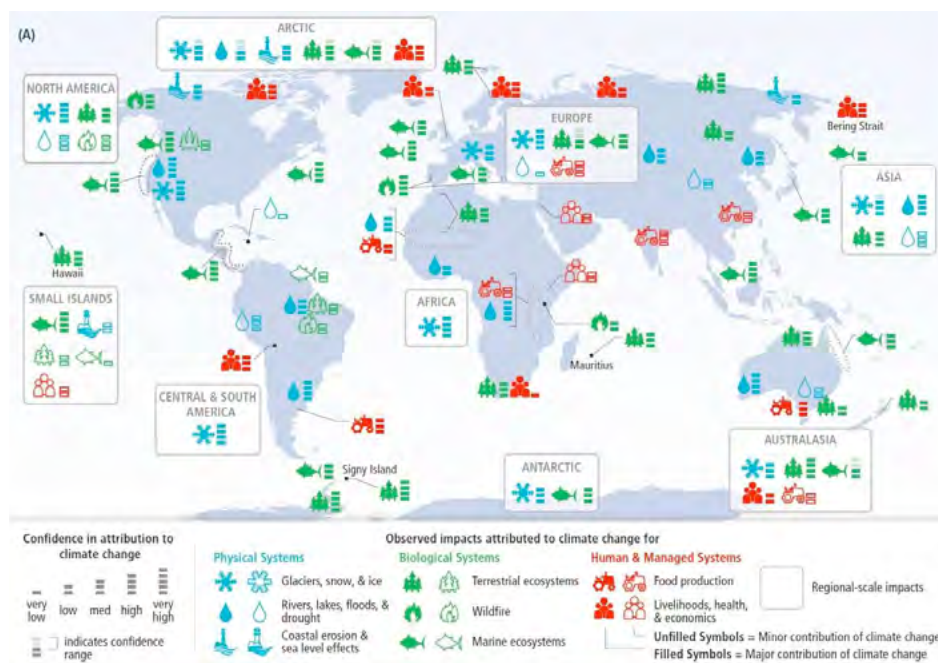 (A)
ARCTIC
NORTH AMERICA
EUROPE
Bering Strait
ASIA
Hawaii
SMALL ISLANDS
AFRICA
Mauritius
CENTRAL & SOUTH
AMERICA
Signy Island
ANTARCTIC
AUSTRALASIA
Confidence in attribution to
climate change
very
low
low
med
high
very
high
indicates confidence
range
Observed impacts attributed to climate change for
Physical Systems
Glaciers, snow, & ice
Rivers, lakes, floods, &
drought
Coastal erosion &
sea level effects
Biological Systems
Terrestrial ecosystems
Wildfire
Marine ecosystems
Human & Managed Systems
Food production
Livelihoods, health,
& economics
Regional-scale impacts
Unfilled Symbols = Minor contribution of climate change
Filled Symbols = Major contribution of climate change